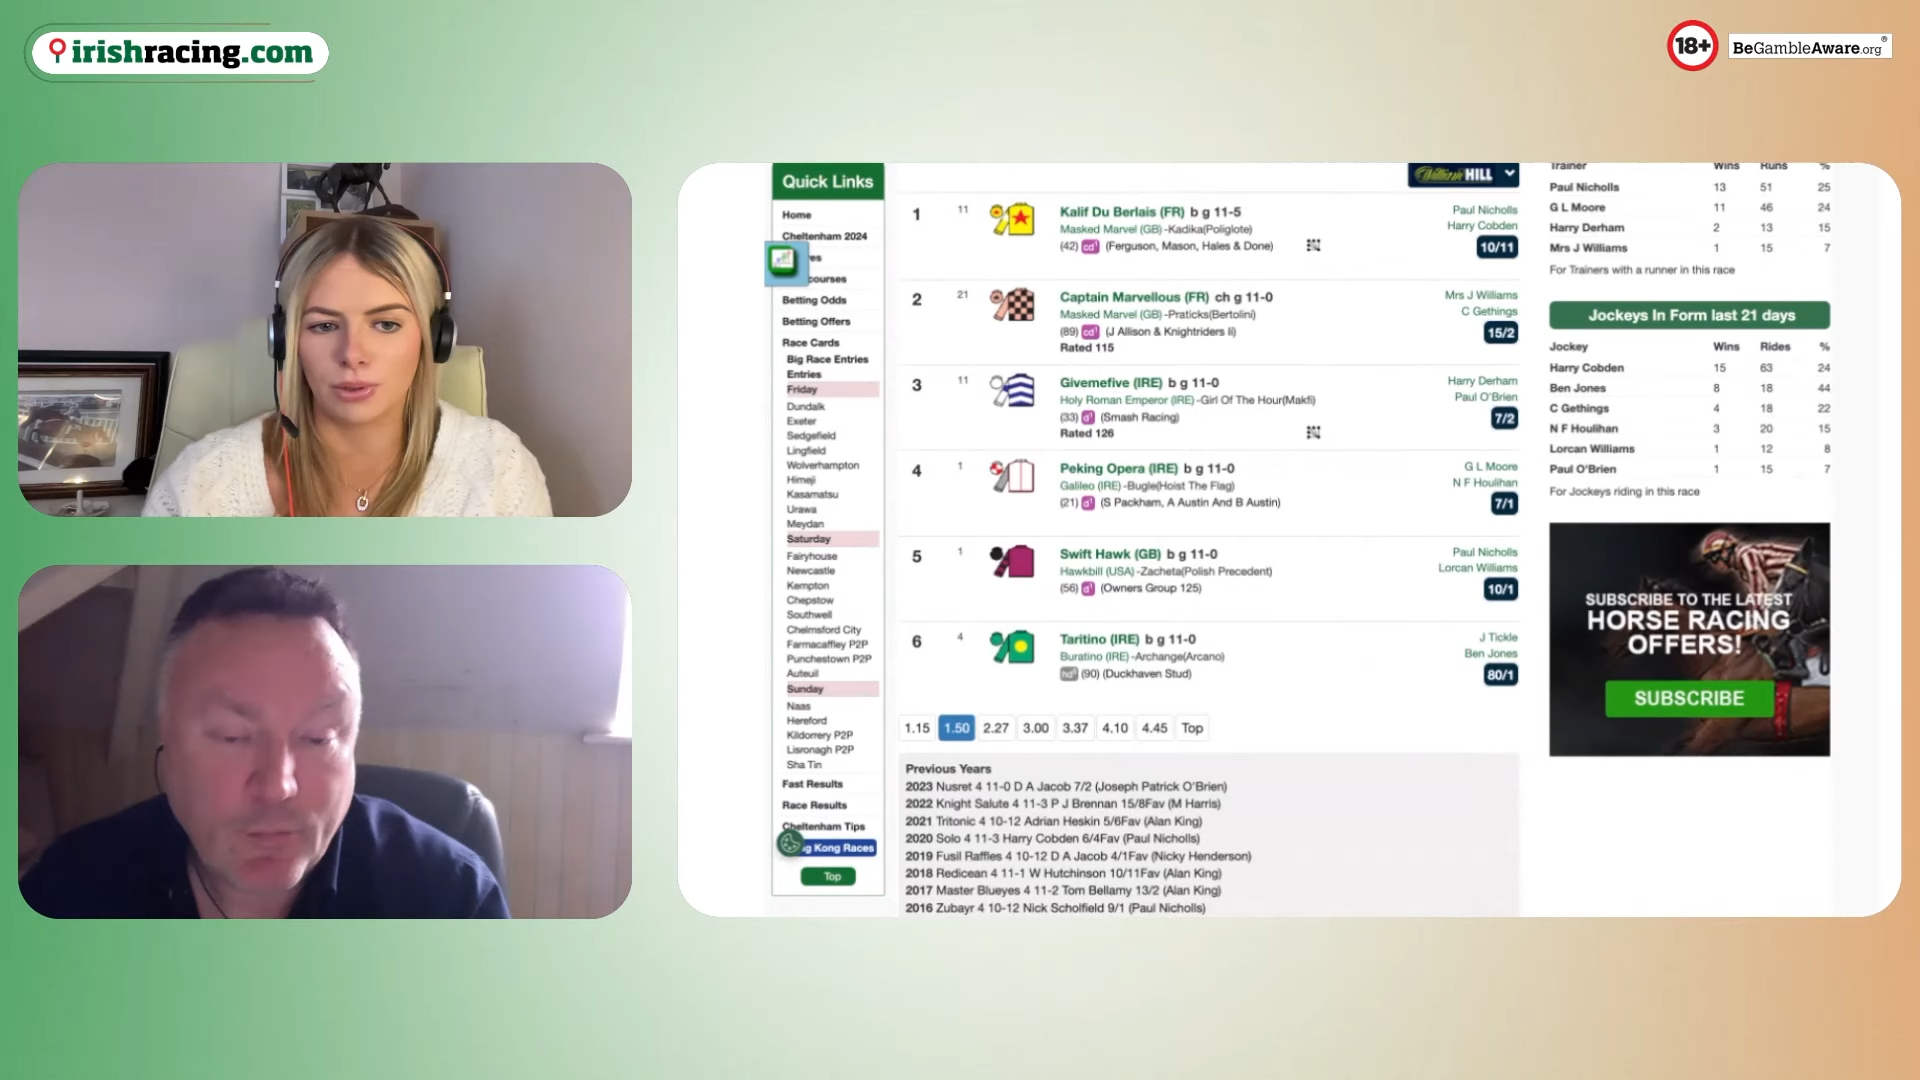 irishracing.com
18+
BeGambleAware.org®
Quick Links
Home
Cheltenham 2024
Betting Odds
Betting Offers
Race Cards
Big Race Entries
Entries
Friday
Dundalk
Exeter
Sedgefield
Lingfield
Wolverhampton
Himeji
Kasamatsu
Urawa
Meydan
Saturday
Fairyhouse
Newcastle
Kempton
Chepstow
Southwell
Chelmsford City
Farmacaffley P2P
Punchestown P2P
Auteuil
Sunday
Naas
Hereford
Kildorrery P2P
Lisronagh P2P
Sha Tin
Fast Results
Race Results
Cheltenham Tips
Kong Races
Top
William HILL
1 11 Kalif Du Berlais (FR) b g 11-5 Paul Nicholls
Masked Marvel (GB) -Kadika(Poliglote) Harry Cobden
(42) cd¹ (Ferguson, Mason, Hales & Done) 10/11
2 21 Captain Marvellous (FR) ch g 11-0 Mrs J Williams
Masked Marvel (GB) -Praticks(Bertolini) C Gethings
(89) cd¹ (J Allison & Knightriders Ii) 15/2
Rated 115
3 11 Givemefive (IRE) b g 11-0 Harry Derham
Holy Roman Emperor (IRE) -Girl Of The Hour(Makfi) Paul O'Brien
(33) d¹ (Smash Racing) 7/2
Rated 126
4 1 Peking Opera (IRE) b g 11-0 G L Moore
Galileo (IRE) -Bugle(Hoist The Flag) N F Houlihan
(21) d¹ (S Packham, A Austin And B Austin) 7/1
5 1 Swift Hawk (GB) b g 11-0 Paul Nicholls
Hawkbill (USA) -Zacheta(Polish Precedent) Lorcan Williams
(56) d¹ (Owners Group 125) 10/1
6 4 Taritino (IRE) b g 11-0 J Tickle
Buratino (IRE) -Archange(Arcano) Ben Jones
(90) (Duckhaven Stud) 80/1
1.15 1.50 2.27 3.00 3.37 4.10 4.45 Top
Previous Years
2023 Nusret 4 11-0 D A Jacob 7/2 (Joseph Patrick O'Brien)
2022 Knight Salute 4 11-3 P J Brennan 15/8Fav (M Harris)
2021 Tritonic 4 10-12 Adrian Heskin 5/6Fav (Alan King)
2020 Solo 4 11-3 Harry Cobden 6/4Fav (Paul Nicholls)
2019 Fusil Raffles 4 10-12 D A Jacob 4/1Fav (Nicky Henderson)
2018 Redicean 4 11-1 W Hutchinson 10/11Fav (Alan King)
2017 Master Blueyes 4 11-2 Tom Bellamy 13/2 (Alan King)
2016 Zubayr 4 10-12 Nick Scholfield 9/1 (Paul Nicholls)
Trainer Wins Runs %
Paul Nicholls 13 51 25
G L Moore 11 46 24
Harry Derham 2 13 15
Mrs J Williams 1 15 7
For Trainers with a runner in this race
Jockeys In Form last 21 days
Jockey Wins Rides %
Harry Cobden 15 63 24
Ben Jones 8 18 44
C Gethings 4 18 22
N F Houlihan 3 20 15
Lorcan Williams 1 12 8
Paul O'Brien 1 15 7
For Jockeys riding in this race
SUBSCRIBE TO THE LATEST
HORSE RACING
OFFERS!
SUBSCRIBE